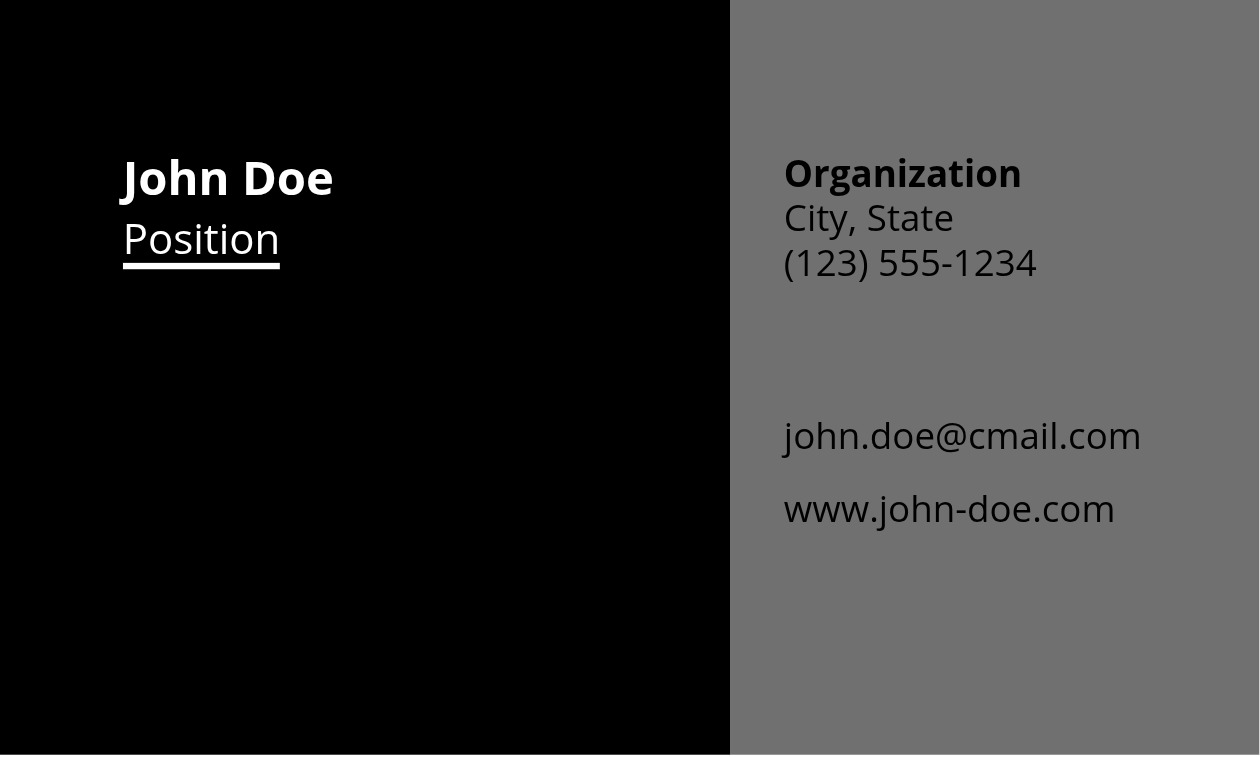 John Doe
Position
Organization
City, State
(123) 555-1234
john.doe@cmail.com
www.john-doe.com